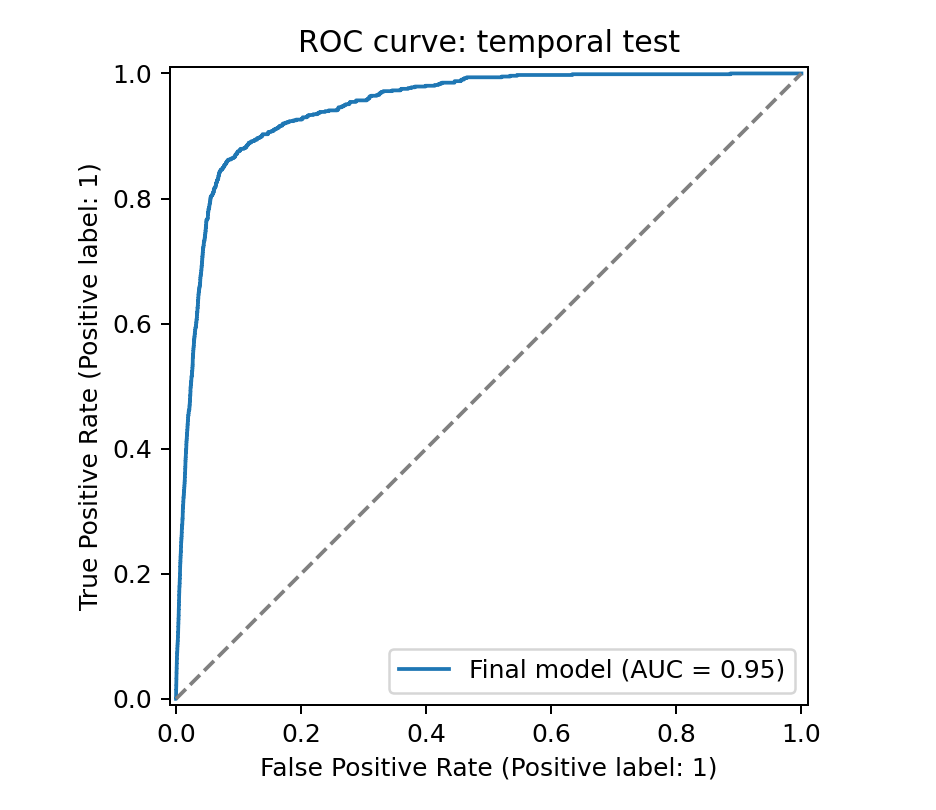 ROC curve: temporal test
True Positive Rate (Positive label: 1)
1.0
0.8
0.6
0.4
0.2
0.0
Final model (AUC = 0.95)
0.0 0.2 0.4 0.6 0.8 1.0
False Positive Rate (Positive label: 1)